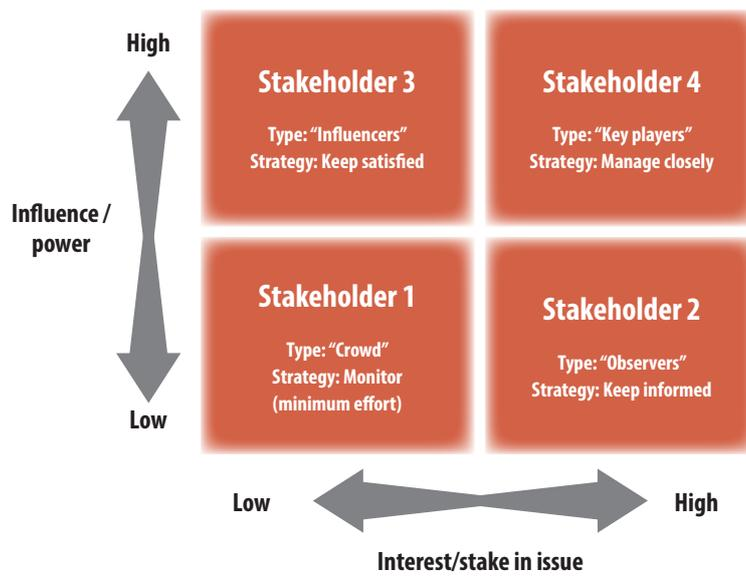 High
Stakeholder 3
Type: “Influencers”
Strategy: Keep satisfied
Stakeholder 4
Type: “Key players”
Strategy: Manage closely
Influence /
power
Stakeholder 1
Type: “Crowd”
Strategy: Monitor
(minimum effort)
Stakeholder 2
Type: “Observers”
Strategy: Keep informed
Low
Low
High
Interest/stake in issue